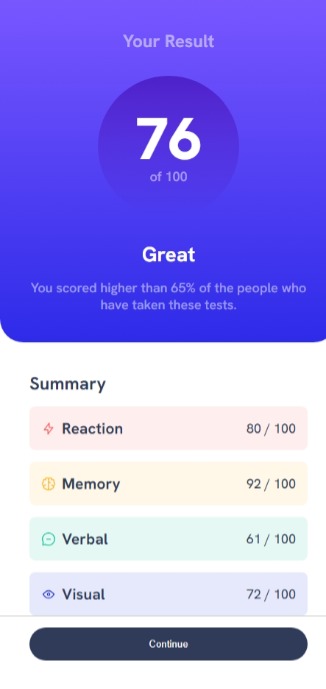 Your Result
76
of 100
Great
You scored higher than 65% of the people who
have taken these tests.
Summary
Reaction 80 / 100
Memory 92 / 100
Verbal 61 / 100
Visual 72 / 100
Continue